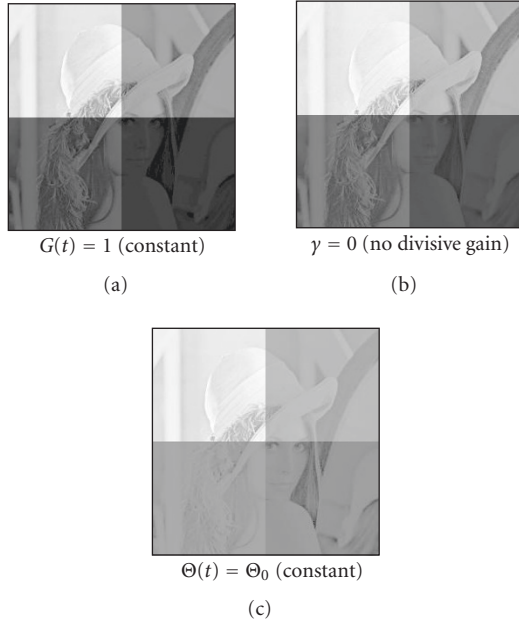 G(t) = 1 (constant)
γ = 0 (no divisive gain)
(a)
(b)
Θ(t) = Θ₀ (constant)
(c)